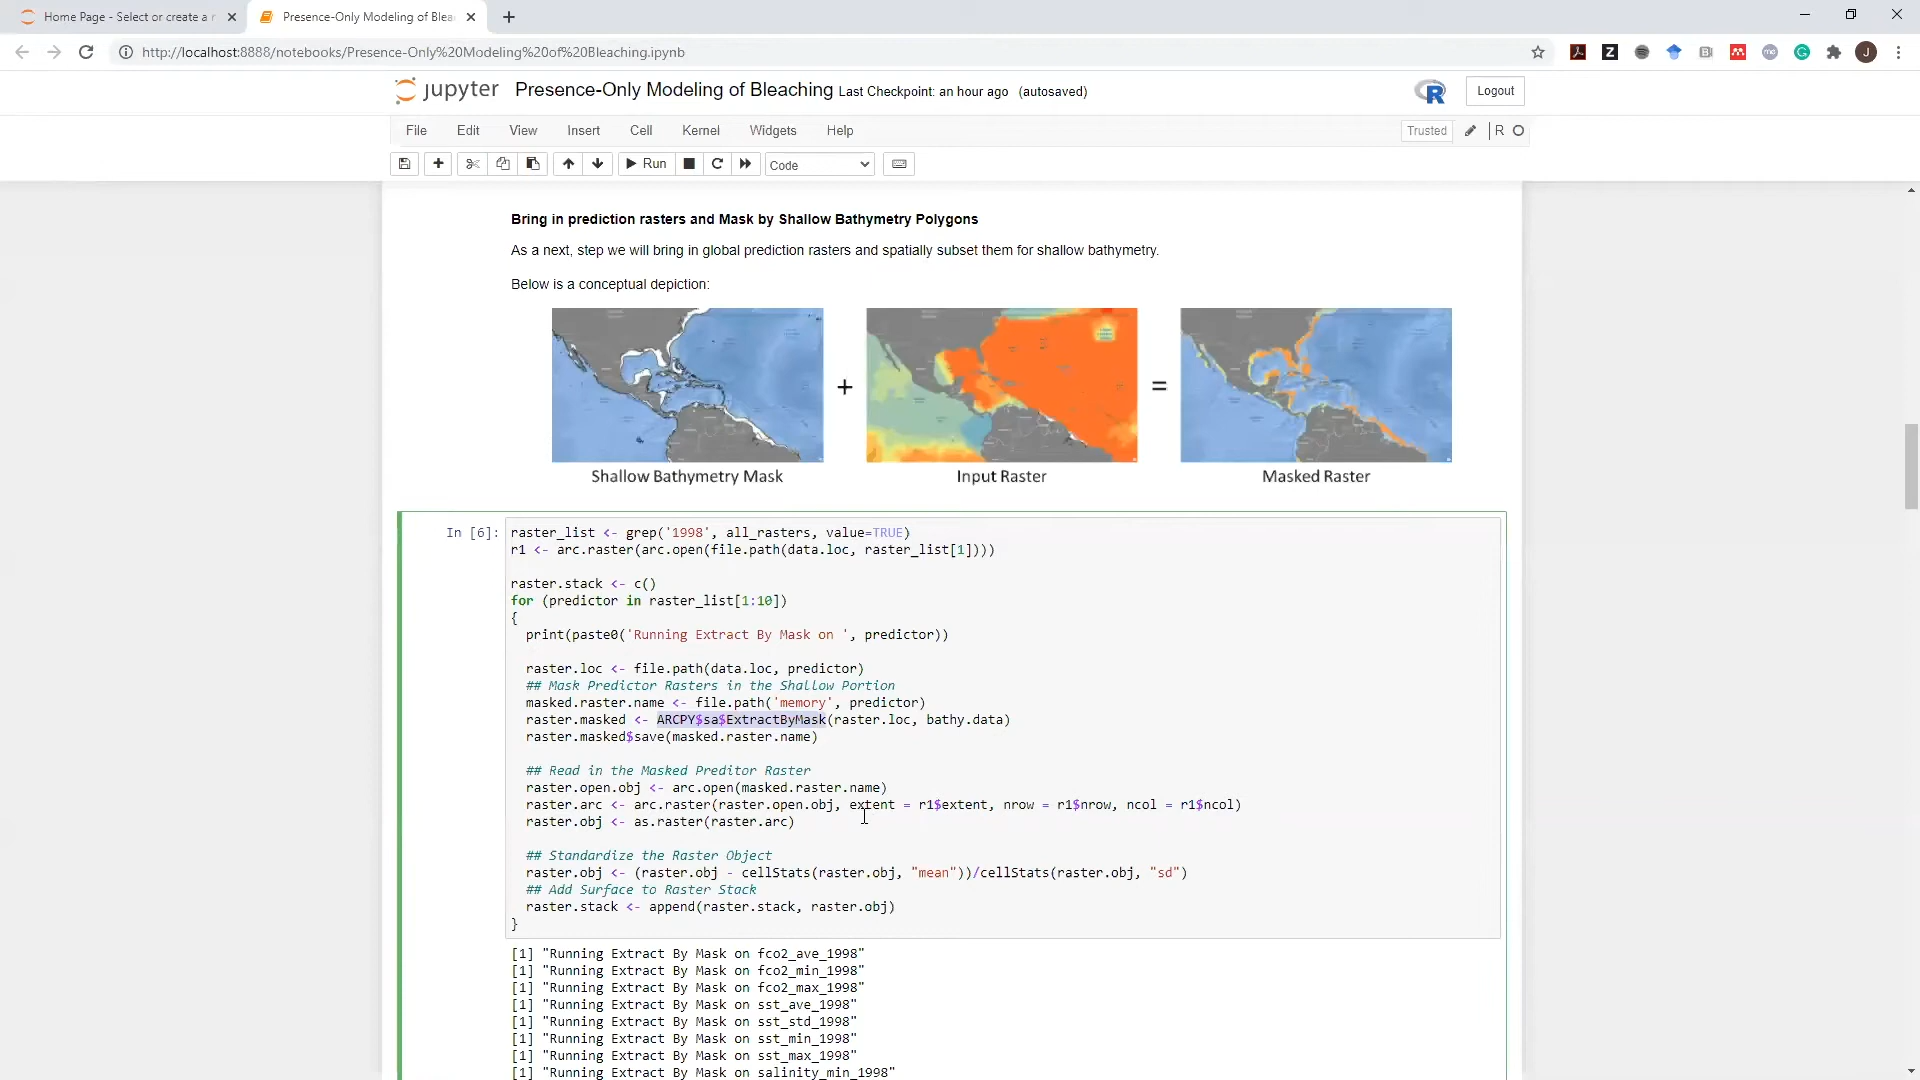 Home Page - Select or create a n
Presence-Only Modeling of Blea
http://localhost:8888/notebooks/Presence-Only%20Modeling%20of%20Bleaching.ipynb
J
jupyter Presence-Only Modeling of Bleaching Last Checkpoint: an hour ago (autosaved)
R
Logout
File Edit View Insert Cell Kernel Widgets Help
Trusted
R
Run
Code
Bring in prediction rasters and Mask by Shallow Bathymetry Polygons
As a next, step we will bring in global prediction rasters and spatially subset them for shallow bathymetry.
Below is a conceptual depiction:
+
=
Shallow Bathymetry Mask
Input Raster
Masked Raster
In [6]:
raster_list <- grep('1998', all_rasters, value=TRUE)
r1 <- arc.raster(arc.open(file.path(data.loc, raster_list[1])))
raster.stack <- c()
for (predictor in raster_list[1:10])
{
print(paste0('Running Extract By Mask on ', predictor))
raster.loc <- file.path(data.loc, predictor)
## Mask Predictor Rasters in the Shallow Portion
masked.raster.name <- file.path('memory', predictor)
raster.masked <- ARCPY$sa$ExtractByMask(raster.loc, bathy.data)
raster.masked$save(masked.raster.name)
## Read in the Masked Preditor Raster
raster.open.obj <- arc.open(masked.raster.name)
raster.arc <- arc.raster(raster.open.obj, extent = r1$extent, nrow = r1$nrow, ncol = r1$ncol)
raster.obj <- as.raster(raster.arc)
## Standardize the Raster Object
raster.obj <- (raster.obj - cellStats(raster.obj, "mean"))/cellStats(raster.obj, "sd")
## Add Surface to Raster Stack
raster.stack <- append(raster.stack, raster.obj)
}
[1] "Running Extract By Mask on fco2_ave_1998"
[1] "Running Extract By Mask on fco2_min_1998"
[1] "Running Extract By Mask on fco2_max_1998"
[1] "Running Extract By Mask on sst_ave_1998"
[1] "Running Extract By Mask on sst_std_1998"
[1] "Running Extract By Mask on sst_min_1998"
[1] "Running Extract By Mask on sst_max_1998"
[1] "Running Extract By Mask on salinity_min_1998"